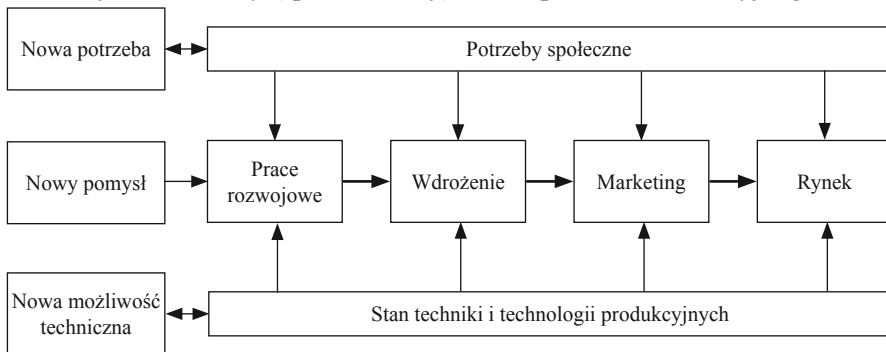 Nowa potrzeba
Potrzeby społeczne
Nowy pomysł
Prace
rozwojowe
Wdrożenie
Marketing
Rynek
Nowa możliwość
techniczna
Stan techniki i technologii produkcyjnych